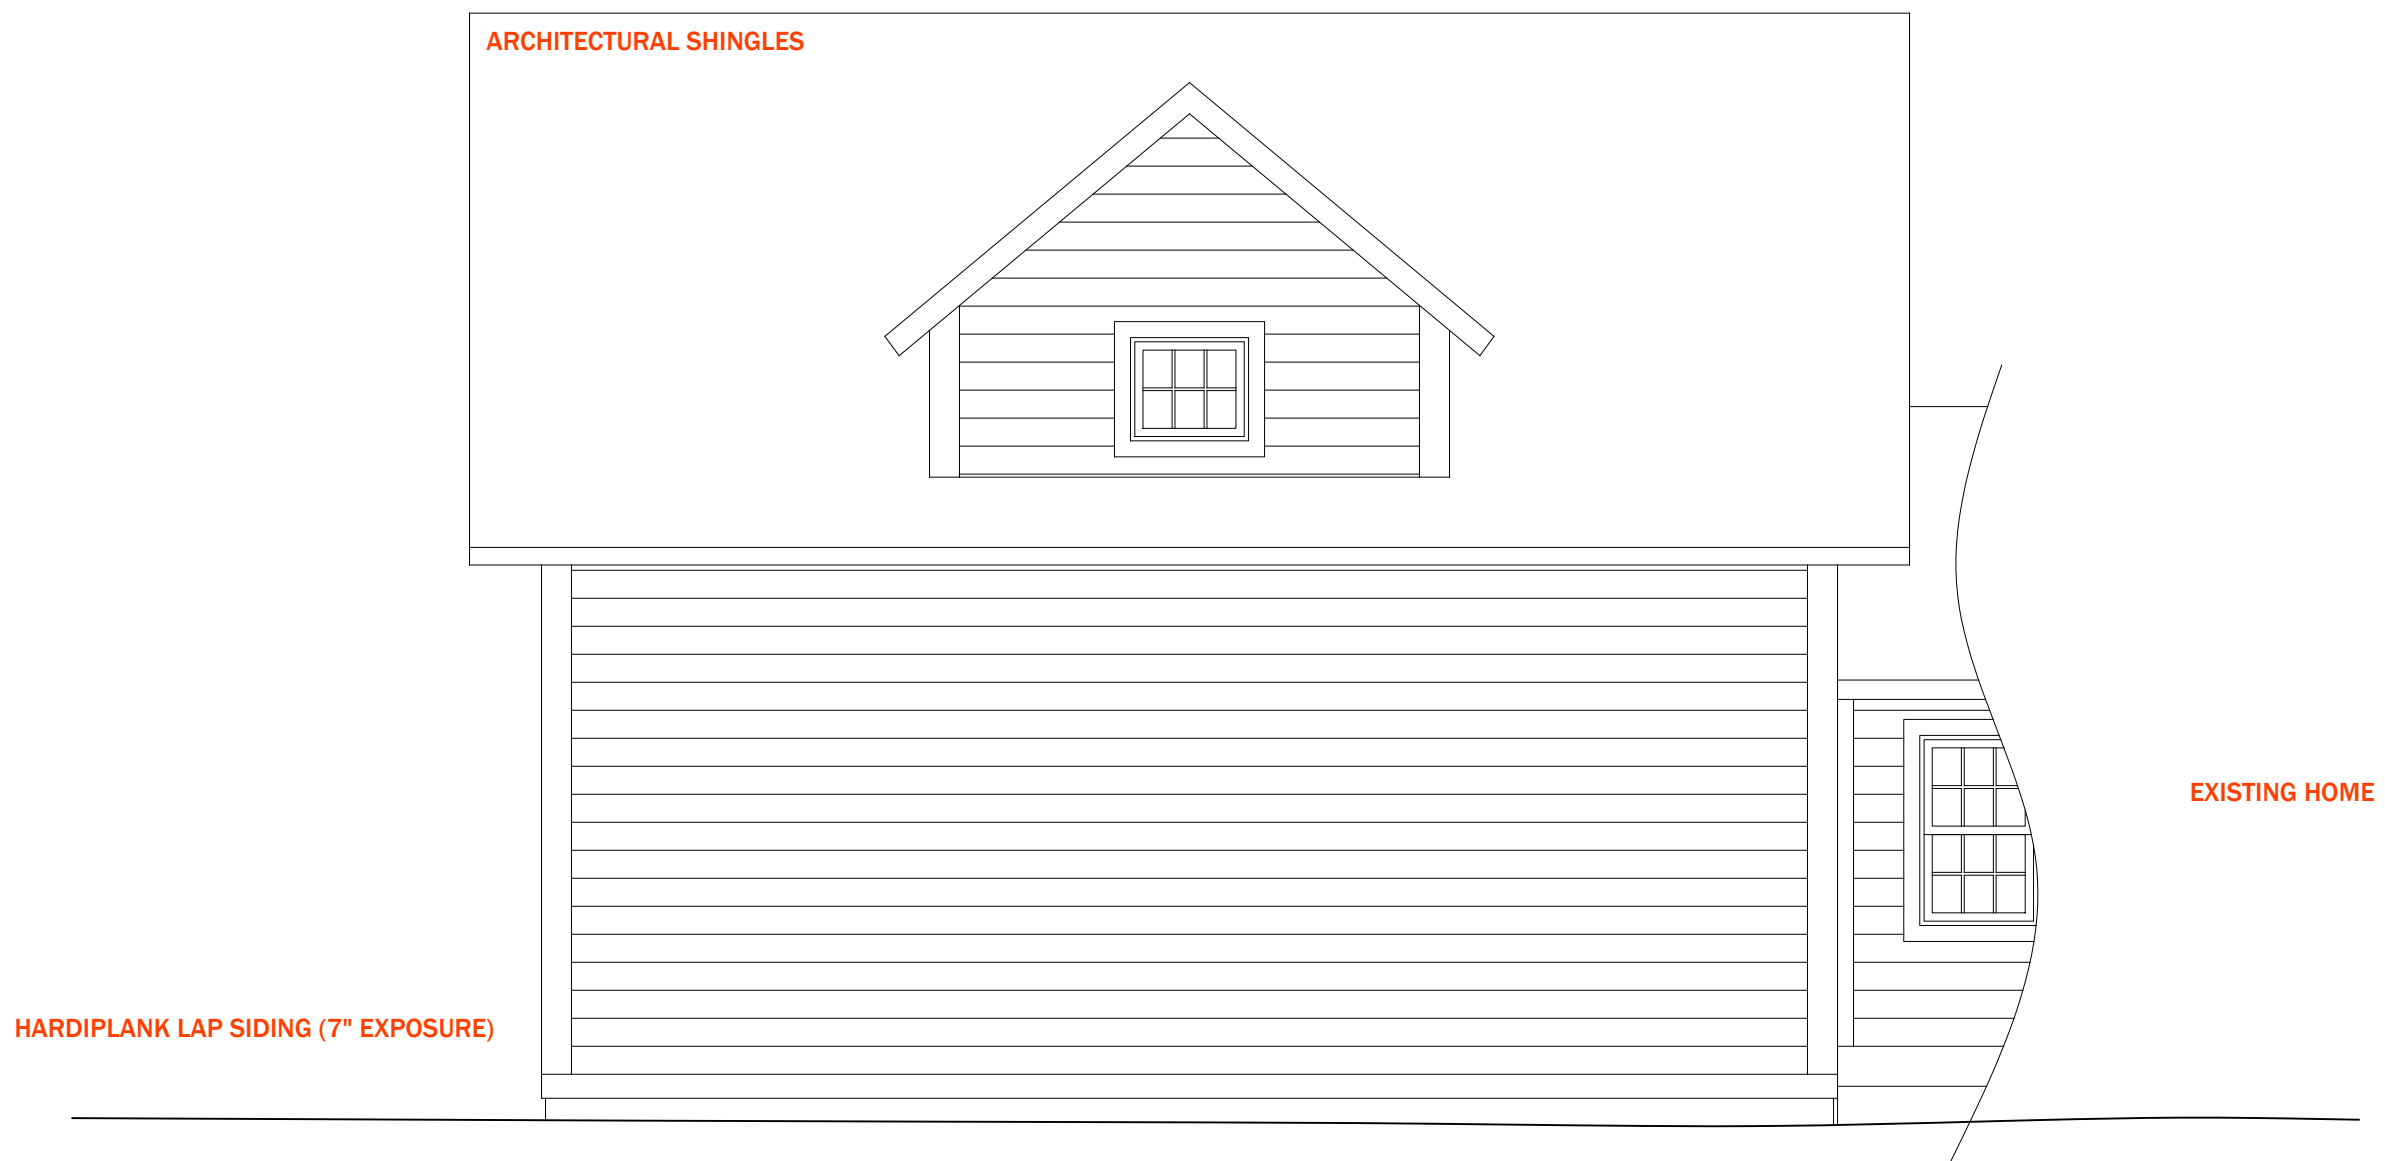 ARCHITECTURAL SHINGLES
EXISTING HOME
HARDIPLANK LAP SIDING (7" EXPOSURE)